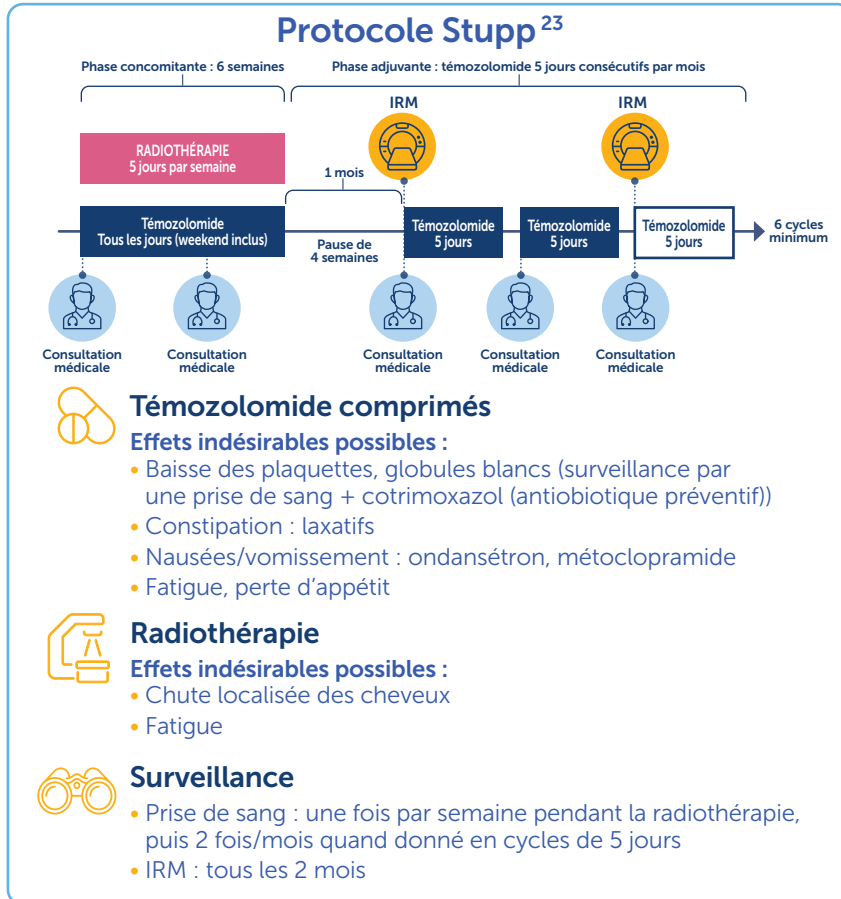 Protocole Stupp 23
Phase concomitante : 6 semaines
Phase adjuvante : témozolomide 5 jours consécutifs par mois
IRM
IRM
RADIOTHÉRAPIE
5 jours par semaine
1 mois
Témozolomide
Tous les jours (weekend inclus)
Pause de
4 semaines
Témozolomide
5 jours
Témozolomide
5 jours
Témozolomide
5 jours
6 cycles
minimum
Consultation
médicale
Consultation
médicale
Consultation
médicale
Consultation
médicale
Consultation
médicale
Témozolomide comprimés
Effets indésirables possibles :
• Baisse des plaquettes, globules blancs (surveillance par
une prise de sang + cotrimoxazol (antiobiotique préventif))
• Constipation : laxatifs
• Nausées/vomissement : ondansétron, métoclopramide
• Fatigue, perte d’appétit
Radiothérapie
Effets indésirables possibles :
• Chute localisée des cheveux
• Fatigue
Surveillance
• Prise de sang : une fois par semaine pendant la radiothérapie,
puis 2 fois/mois quand donné en cycles de 5 jours
• IRM : tous les 2 mois